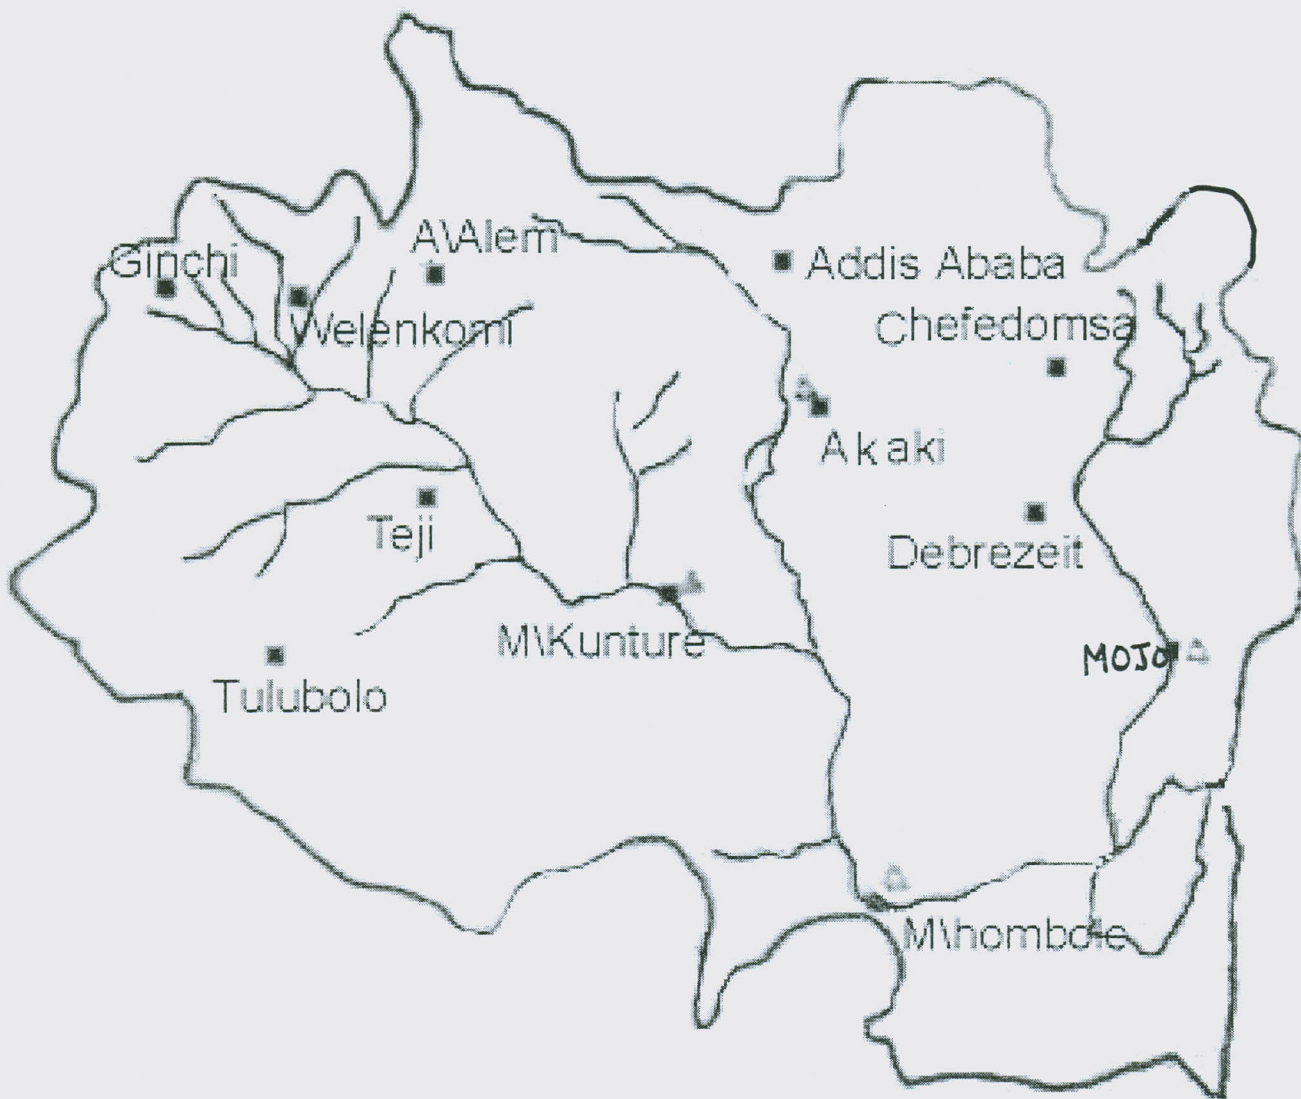 A\Alem
Ginchi
Addis Ababa
Welenkomi
Chefedomsa
Akaki
Teji
Debrezeit
M\Kunture
MOJO
Tulubolo
M\hombole